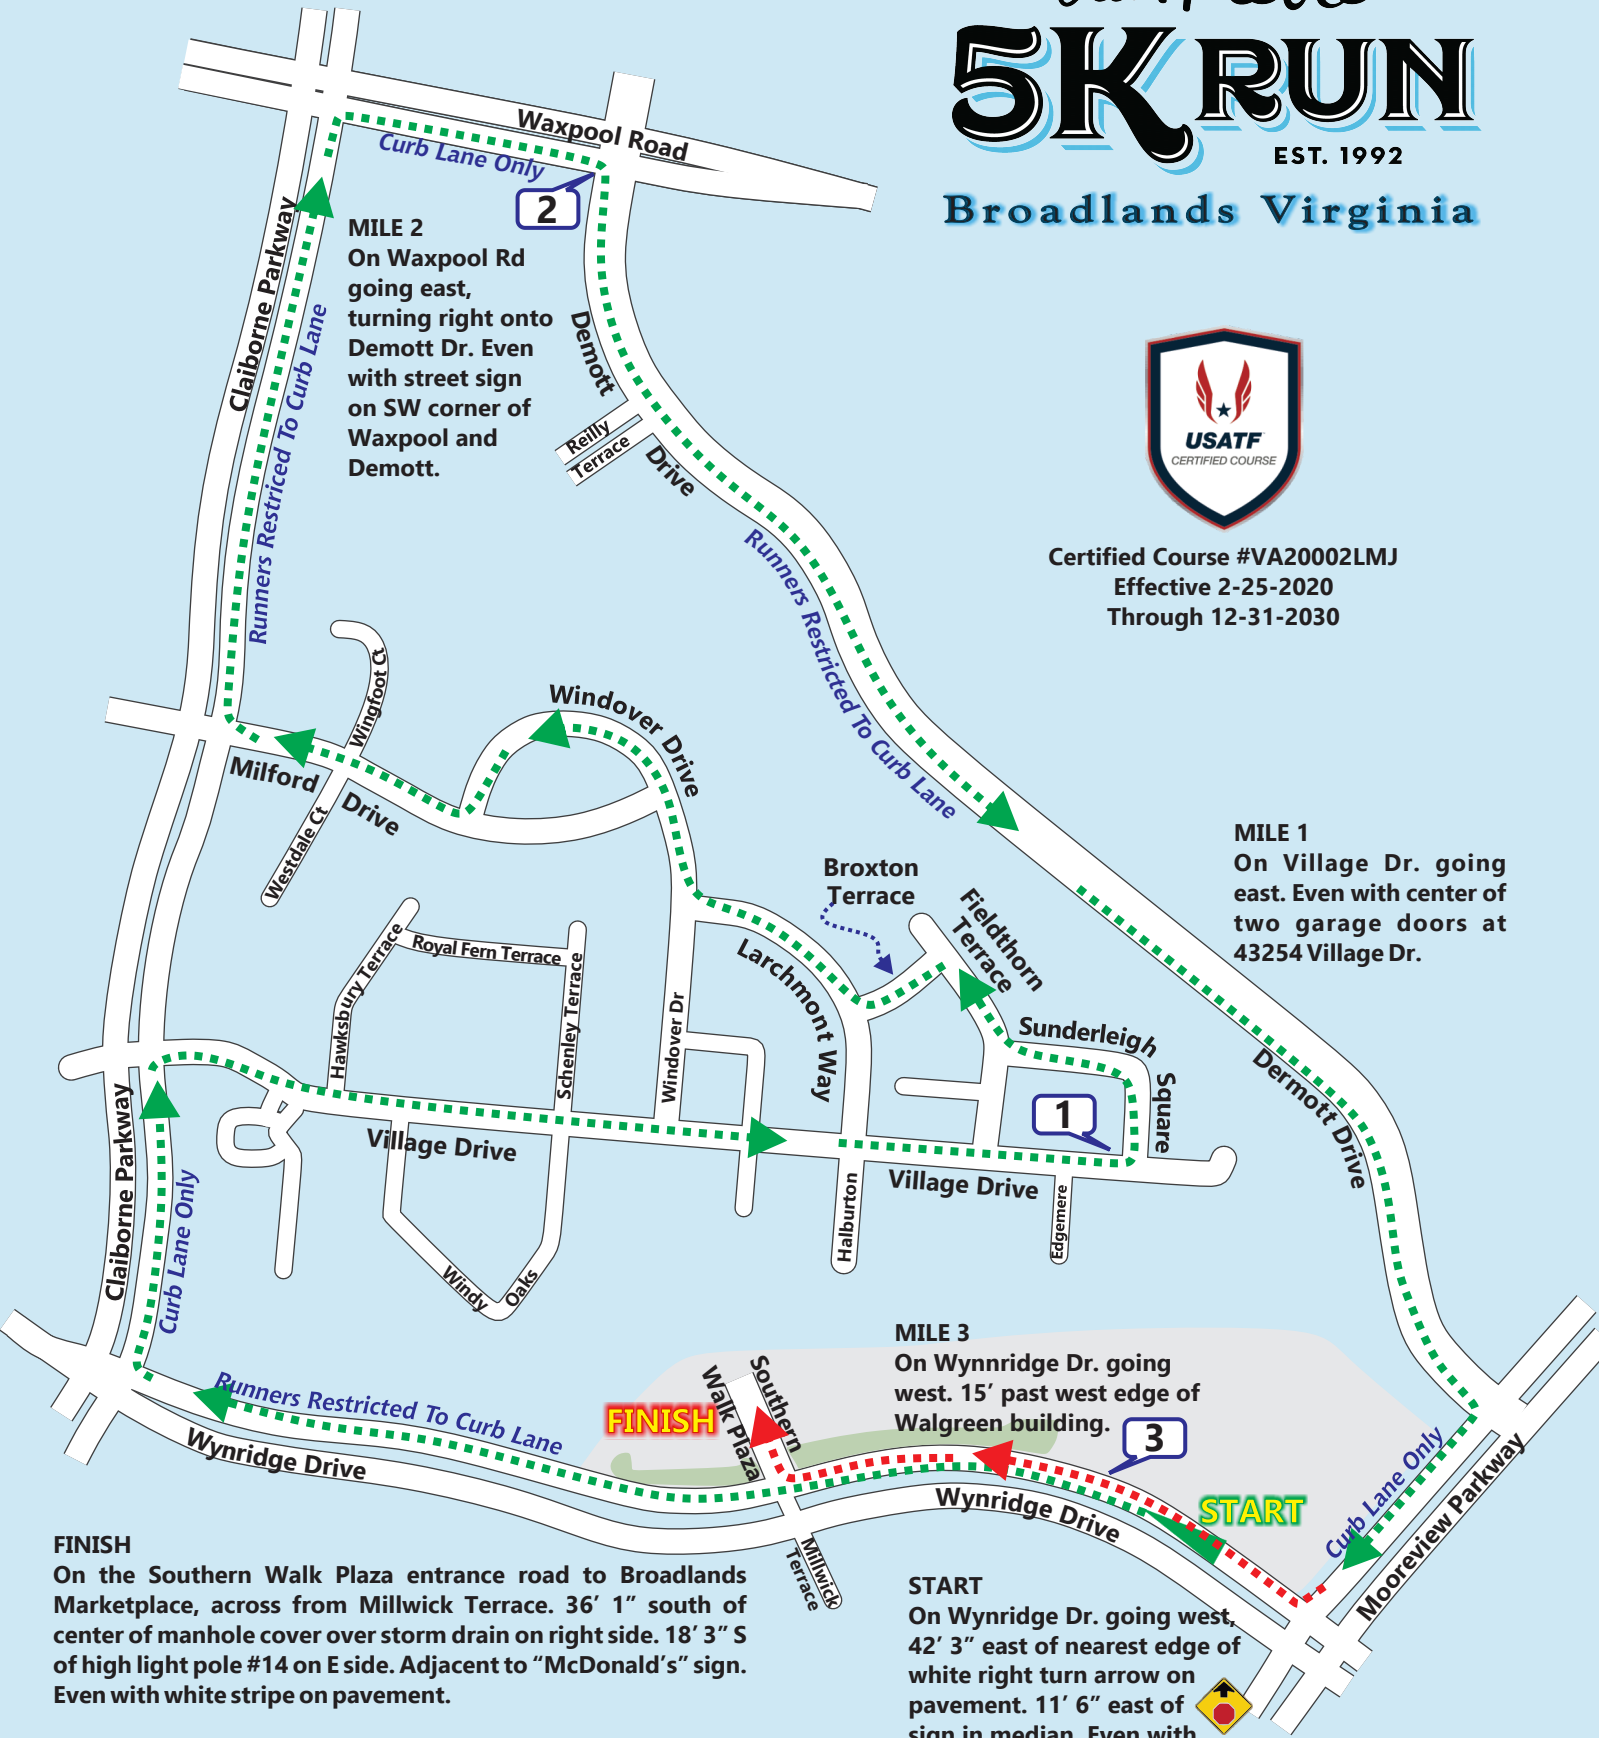 5K RUN
EST. 1992
Broadlands Virginia
Waxpool Road
Curb Lane Only
2
Claiborne Parkway
Runners Restriced To Curb Lane
MILE 2
On Waxpool Rd
going east,
turning right onto
Demott Dr. Even
with street sign
on SW corner of
Waxpool and
Demott.
Demott
Drive
Reilly
Terrace
USATF
CERTIFIED COURSE
Certified Course #VA20002LMJ
Effective 2-25-2020
Through 12-31-2030
Runners Restricted To Curb Lane
Wingfoot Ct
Windover Drive
Milford
Drive
Westdale Ct
MILE 1
On Village Dr. going
east. Even with center of
two garage doors at
43254 Village Dr.
Broxton
Terrace
Fieldthorn
Terrace
Royal Fern Terrace
Hawksbury Terrace
Schenley Terrace
Windover Dr
Larchmont Way
Sunderleigh
Square
Dermott Drive
1
Village Drive
Village Drive
Claiborne Parkway
Curb Lane Only
Halburton
Edgemere
Windy
Oaks
MILE 3
On Wynnridge Dr. going
west. 15’ past west edge of
Walgreen building.
3
Southern
Walk Plaza
FINISH
Runners Restricted To Curb Lane
Wynridge Drive
Wynridge Drive
START
Curb Lane Only
Mooreview Parkway
Millwick
Terrace
FINISH
On the Southern Walk Plaza entrance road to Broadlands
Marketplace, across from Millwick Terrace. 36’ 1” south of
center of manhole cover over storm drain on right side. 18’ 3” S
of high light pole #14 on E side. Adjacent to “McDonald’s” sign.
Even with white stripe on pavement.
START
On Wynridge Dr. going west,
42’ 3” east of nearest edge of
white right turn arrow on
pavement. 11’ 6” east of
sign in median. Even with